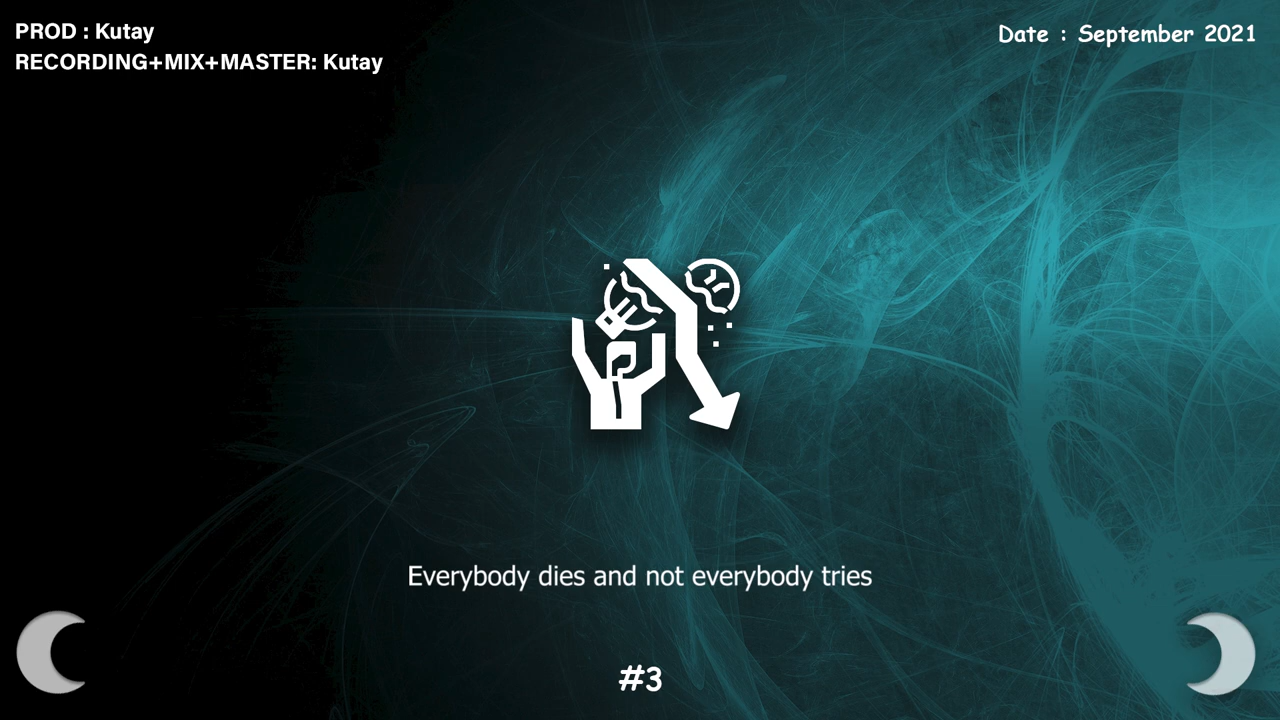 PROD : Kutay
RECORDING+MIX+MASTER: Kutay
Date : September 2021
Everybody dies and not everybody tries
#3